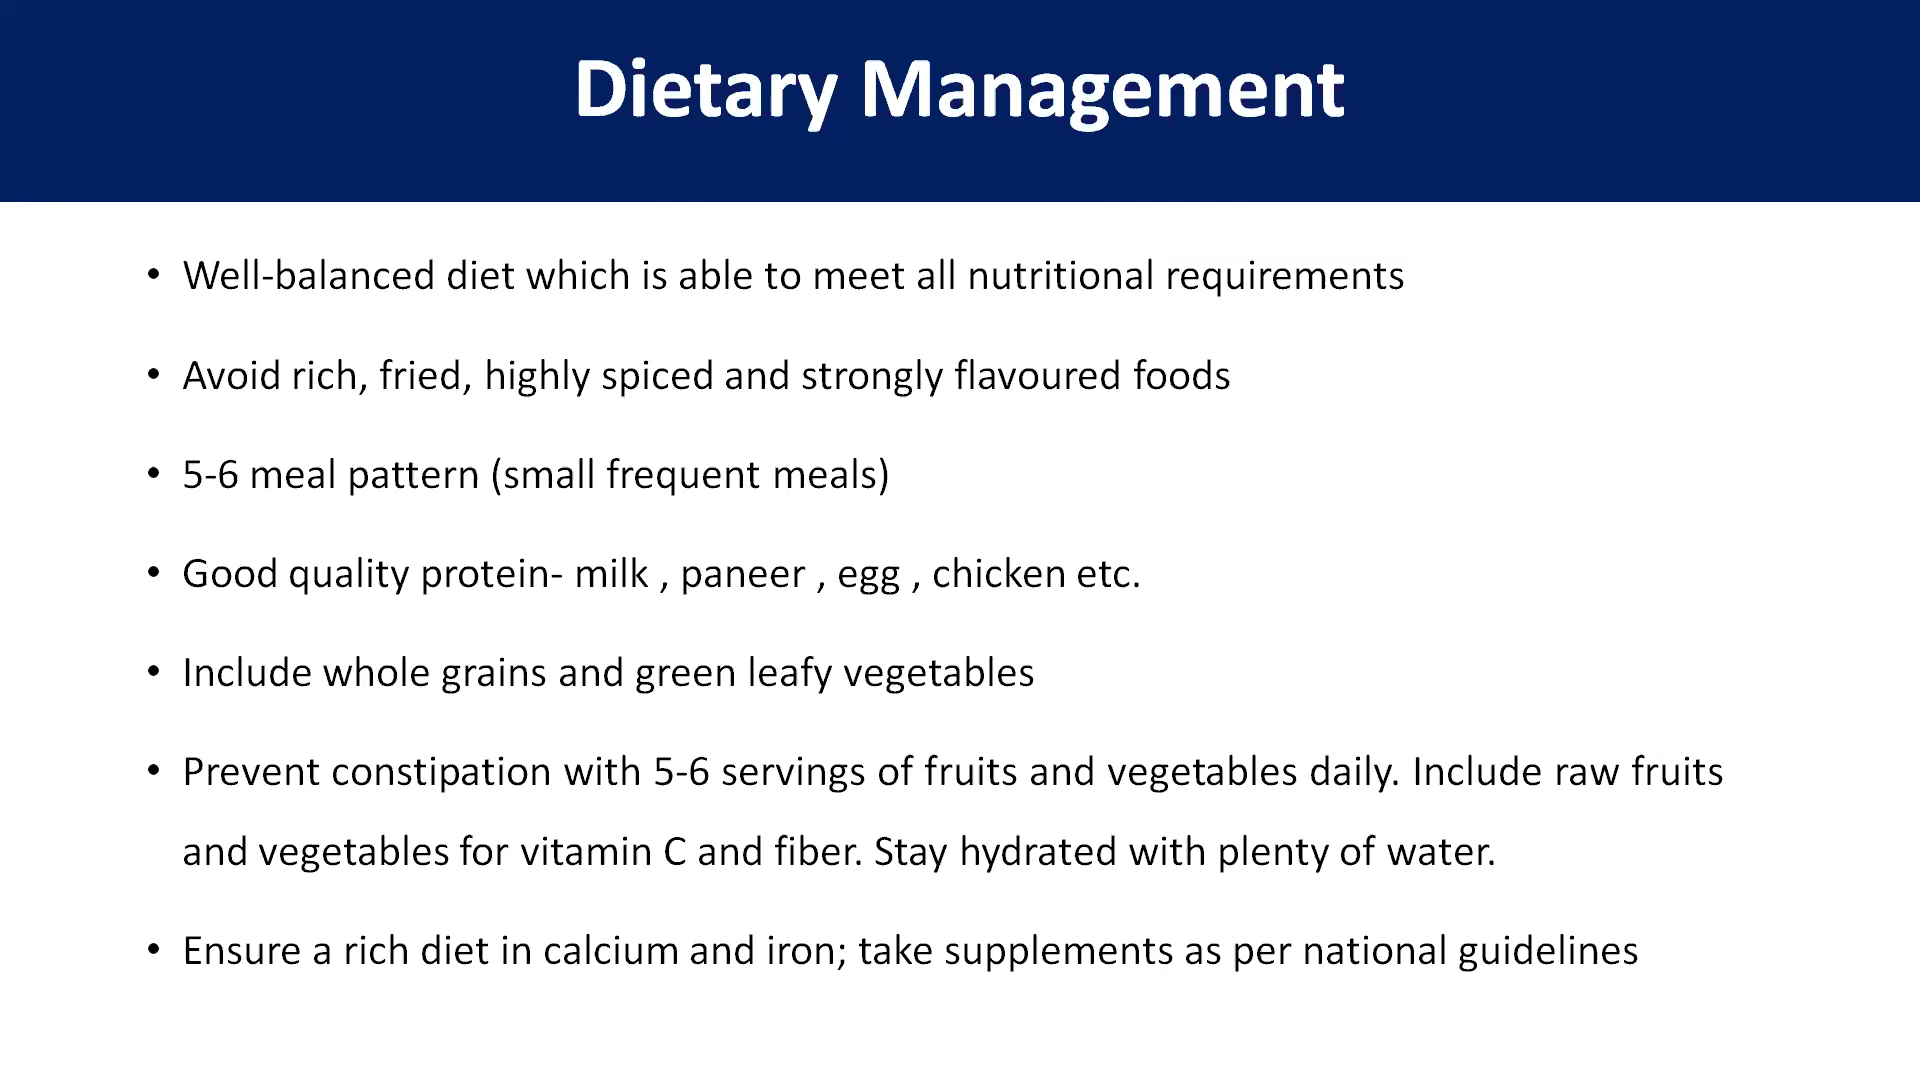 Dietary Management
• Well-balanced diet which is able to meet all nutritional requirements
• Avoid rich, fried, highly spiced and strongly flavoured foods
• 5-6 meal pattern (small frequent meals)
• Good quality protein- milk , paneer , egg , chicken etc.
• Include whole grains and green leafy vegetables
• Prevent constipation with 5-6 servings of fruits and vegetables daily. Include raw fruits
and vegetables for vitamin C and fiber. Stay hydrated with plenty of water.
• Ensure a rich diet in calcium and iron; take supplements as per national guidelines